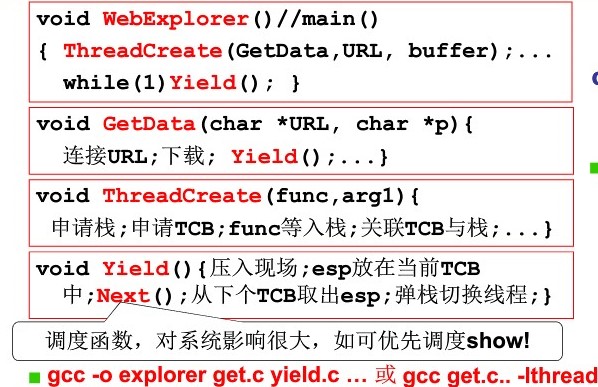 void WebExplorer()//main()
{ ThreadCreate(GetData,URL, buffer);...
while(1)Yield(); }
void GetData(char *URL, char *p){
连接URL;下载; Yield();...}
void ThreadCreate(func,arg1){
申请栈;申请TCB;func等入栈;关联TCB与栈;...}
void Yield(){压入现场;esp放在当前TCB
中;Next();从下个TCB取出esp;弹栈切换线程;}
调度函数，对系统影响很大，如可优先调度show!
gcc -o explorer get.c yield.c … 或 gcc get.c.. -lthread